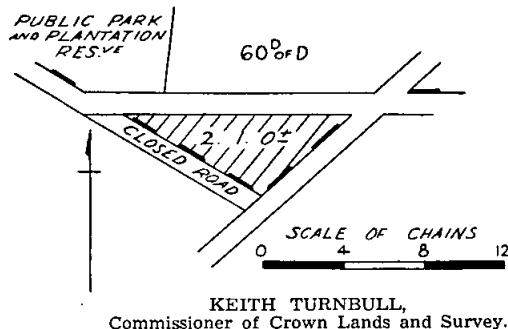 PUBLIC PARK
AND PLANTATION
RES.VE
60D OF D
2. 1. 0±
CLOSED ROAD
SCALE OF CHAINS
0 4 8 12
KEITH TURNBULL,
Commissioner of Crown Lands and Survey.